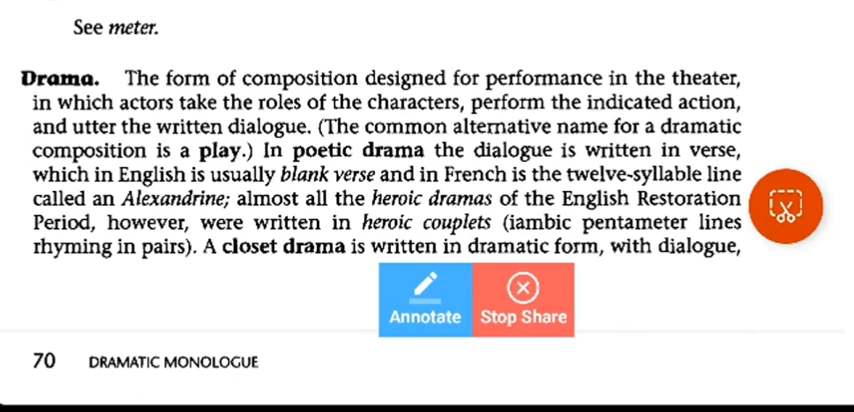 See meter.
Drama. The form of composition designed for performance in the theater,
in which actors take the roles of the characters, perform the indicated action,
and utter the written dialogue. (The common alternative name for a dramatic
composition is a play.) In poetic drama the dialogue is written in verse,
which in English is usually blank verse and in French is the twelve-syllable line
called an Alexandrine; almost all the heroic dramas of the English Restoration
Period, however, were written in heroic couplets (iambic pentameter lines
rhyming in pairs). A closet drama is written in dramatic form, with dialogue,
Annotate Stop Share
70 DRAMATIC MONOLOGUE